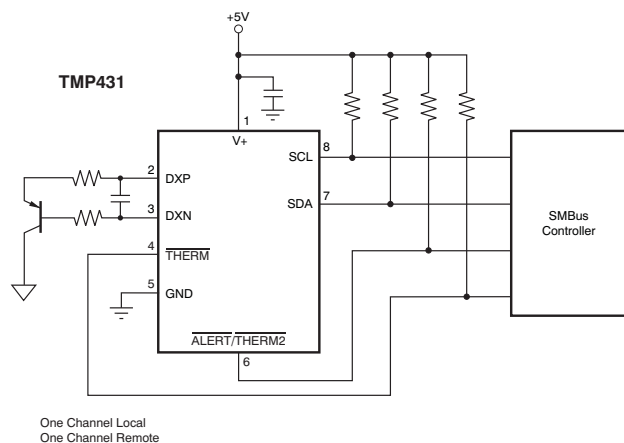 +5V
TMP431
1
V+
8
SCL
2
DXP
7
SDA
3
DXN
SMBus
Controller
4
THERM
5
GND
ALERT/THERM2
6
One Channel Local
One Channel Remote